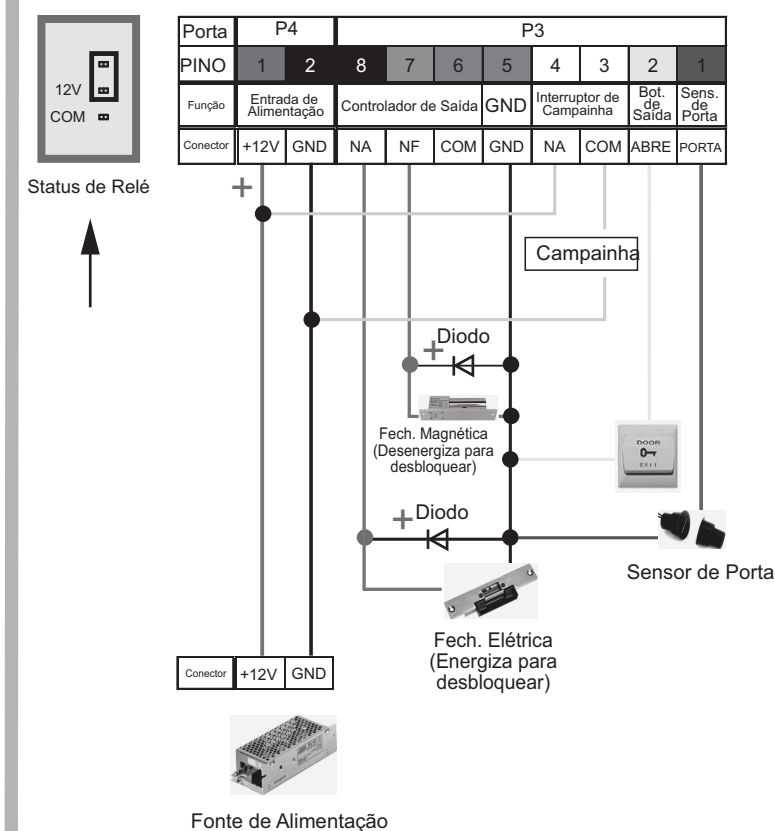 Porta P4 P3
PINO 1 2 8 7 6 5 4 3 2 1
Função Entrada de Alimentação Controlador de Saída GND Interruptor de Campainha Bot. de Saída Sens. de Porta
Conector +12V GND NA NF COM GND NA COM ABRE PORTA
12V
COM
Status de Relé
+
Campainha
Diodo
+
Fech. Magnética
(Desenergiza para
desbloquear)
DOOR
EXIT
Diodo
+
Sensor de Porta
Fech. Elétrica
(Energiza para
desbloquear)
Conector +12V GND
Fonte de Alimentação